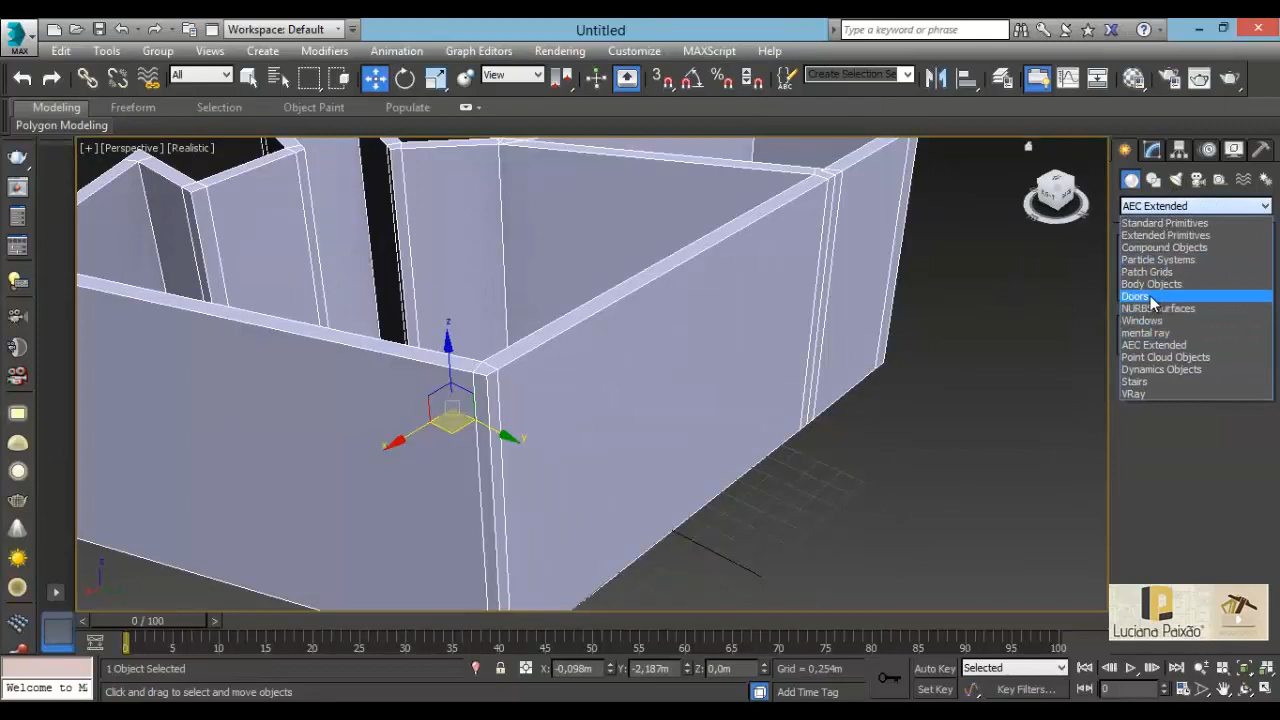 MAX
Workspace: Default
Untitled
Type a keyword or phrase
Edit Tools Group Views Create Modifiers Animation Graph Editors Rendering Customize MAXScript Help
All
View
Create Selection Se
Modeling Freeform Selection Object Paint Populate
Polygon Modeling
[+] [Perspective] [Realistic]
AEC Extended
Standard Primitives
Extended Primitives
Compound Objects
Particle Systems
Patch Grids
Body Objects
Doors
NURBS Surfaces
Windows
mental ray
AEC Extended
Point Cloud Objects
Dynamics Objects
Stairs
VRay
z
x
y
z
Luciana Paixão
< 0 / 100 >
0 5 10 15 20 25 30 35 40 45 50 55 60 65 70 75 80 85 90 95 100
1 Object Selected
X: -0,098m Y: -2,187m Z: 0,0m Grid = 0,254m
Auto Key Selected
Welcome to M
Click and drag to select and move objects
Add Time Tag
Set Key Key Filters... 0